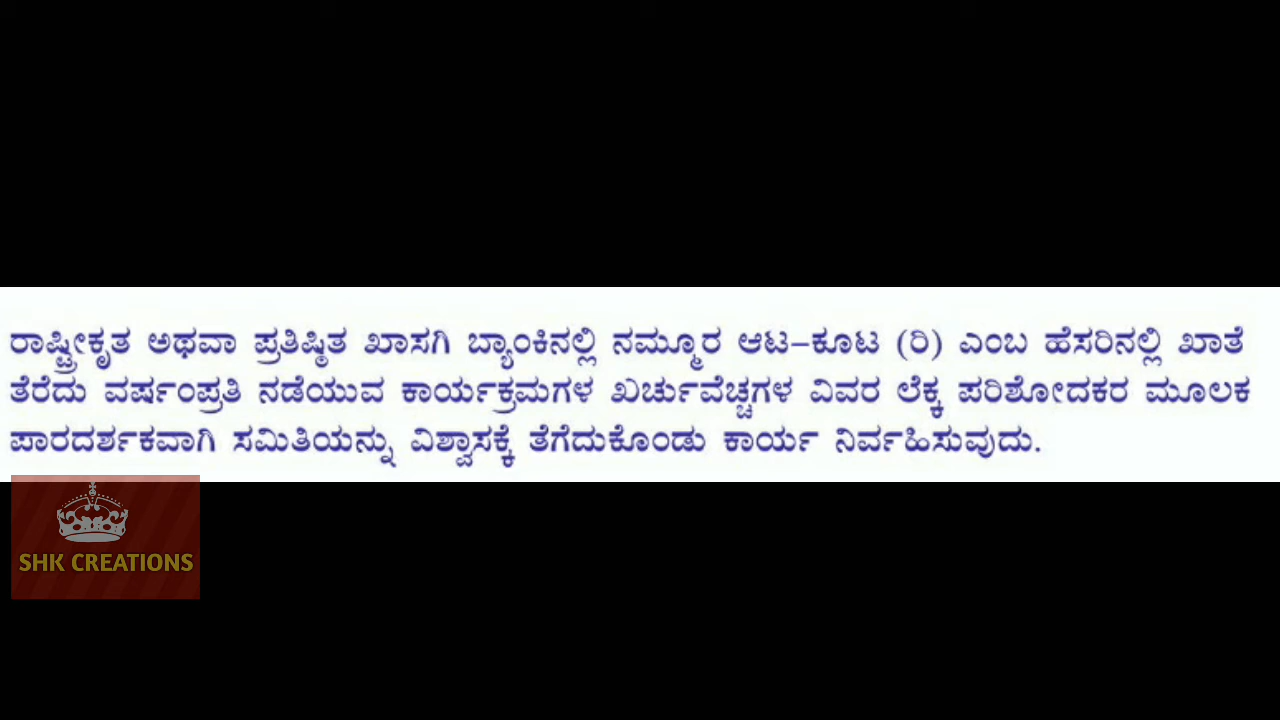 ರಾಷ್ಟ್ರೀಕೃತ ಅಥವಾ ಪ್ರತಿಷ್ಠಿತ ಖಾಸಗಿ ಬ್ಯಾಂಕಿನಲ್ಲಿ ನಮ್ಮೂರ ಆಟ–ಕೂಟ (ರಿ) ಎಂಬ ಹೆಸರಿನಲ್ಲಿ ಖಾತೆ
ತೆರೆದು ವರ್ಷಂಪ್ರತಿ ನಡೆಯುವ ಕಾರ್ಯಕ್ರಮಗಳ ಖರ್ಚುವೆಚ್ಚಗಳ ವಿವರ ಲೆಕ್ಕ ಪರಿಶೋದಕರ ಮೂಲಕ
ಪಾರದರ್ಶಕವಾಗಿ ಸಮಿತಿಯನ್ನು ವಿಶ್ವಾಸಕ್ಕೆ ತೆಗೆದುಕೊಂಡು ಕಾರ್ಯ ನಿರ್ವಹಿಸುವುದು.
SHK CREATIONS